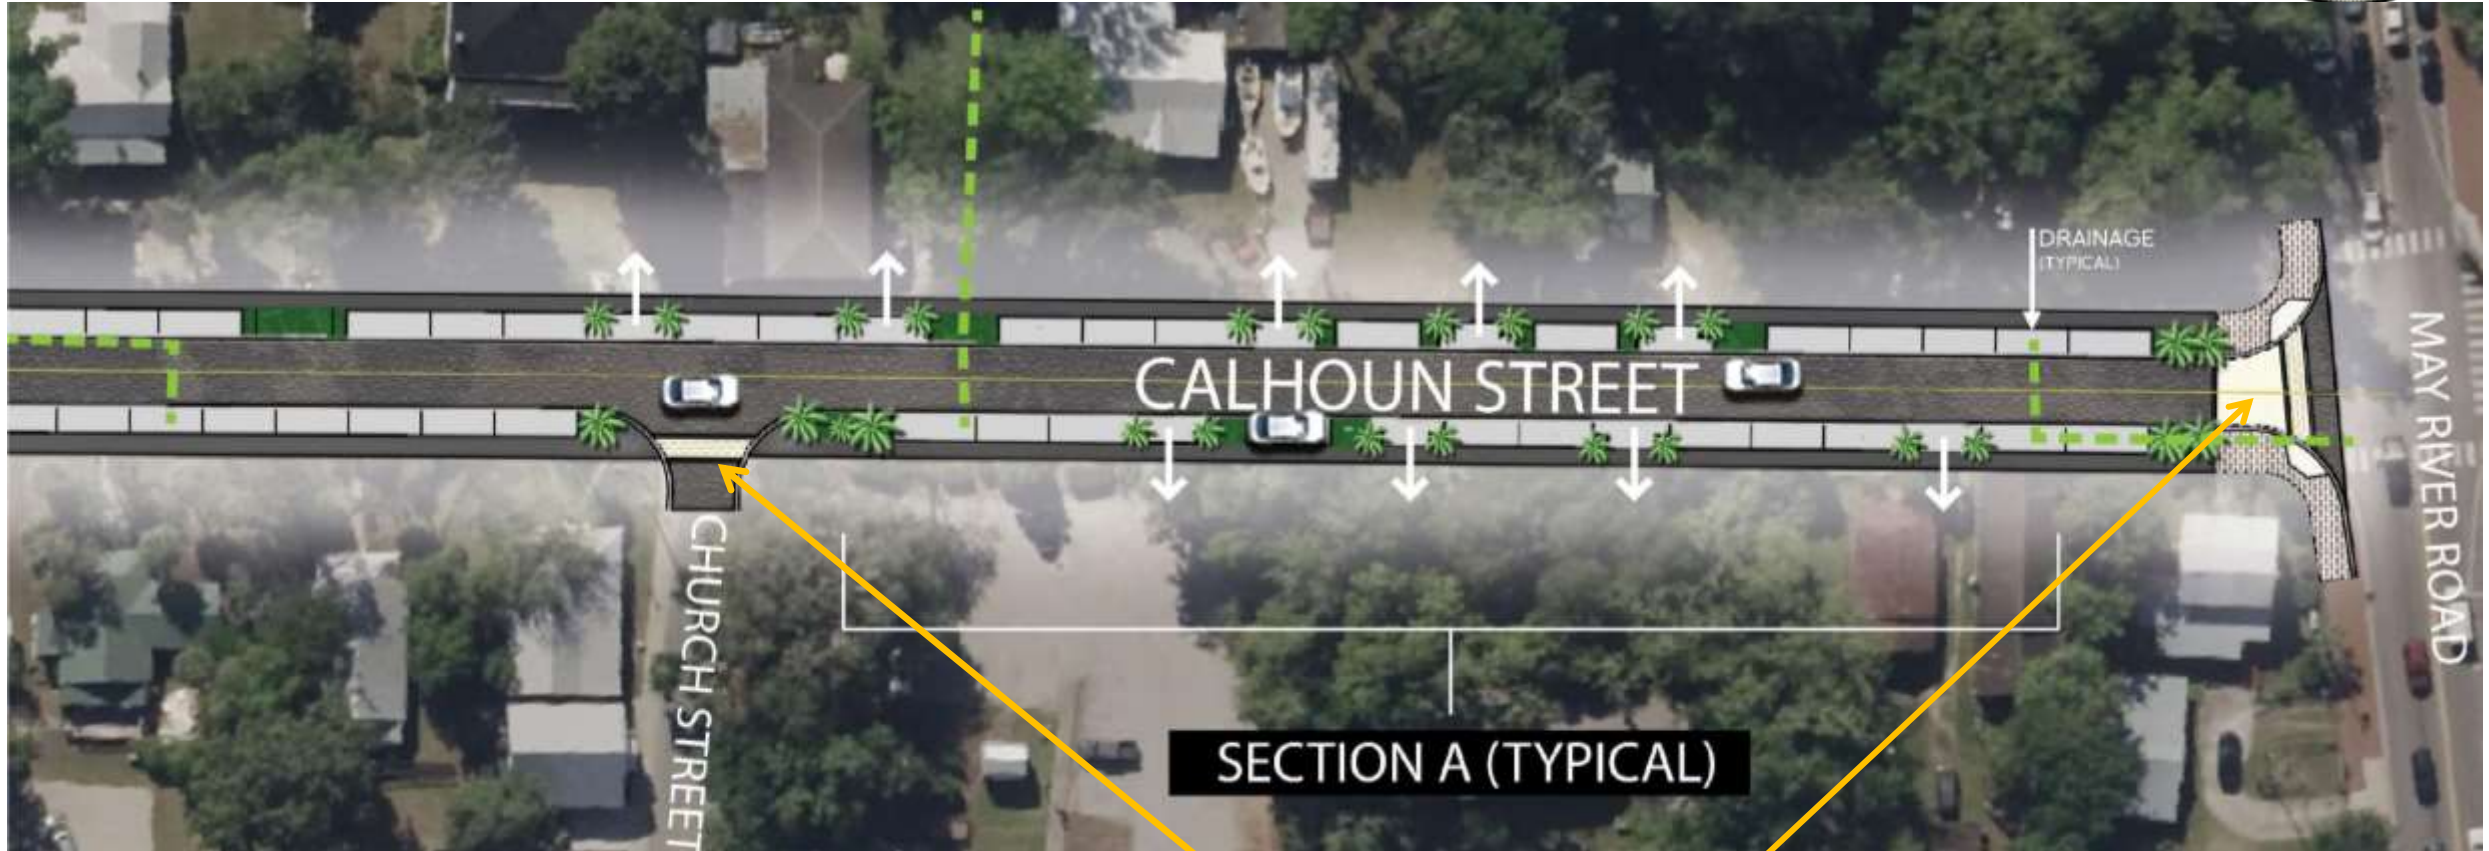 DRAINAGE
(TYPICAL)
CALHOUN STREET
MAY RIVER ROAD
CHURCH STREET
SECTION A (TYPICAL)